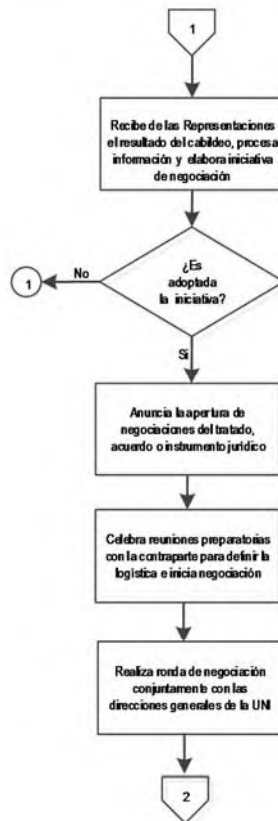 1
Recibe de las Representaciones
el resultado del cabildeo, procesa
información y elabora iniciativa
de negociación
¿Es
adoptada
la iniciativa?
No
1
Sí
Anuncia la apertura de
negociaciones del tratado,
acuerdo o instrumento jurídico
Celebra reuniones preparatorias
con la contraparte para definir la
logística e inicia negociación
Realiza ronda de negociación
conjuntamente con las
direcciones generales de la UNI
2